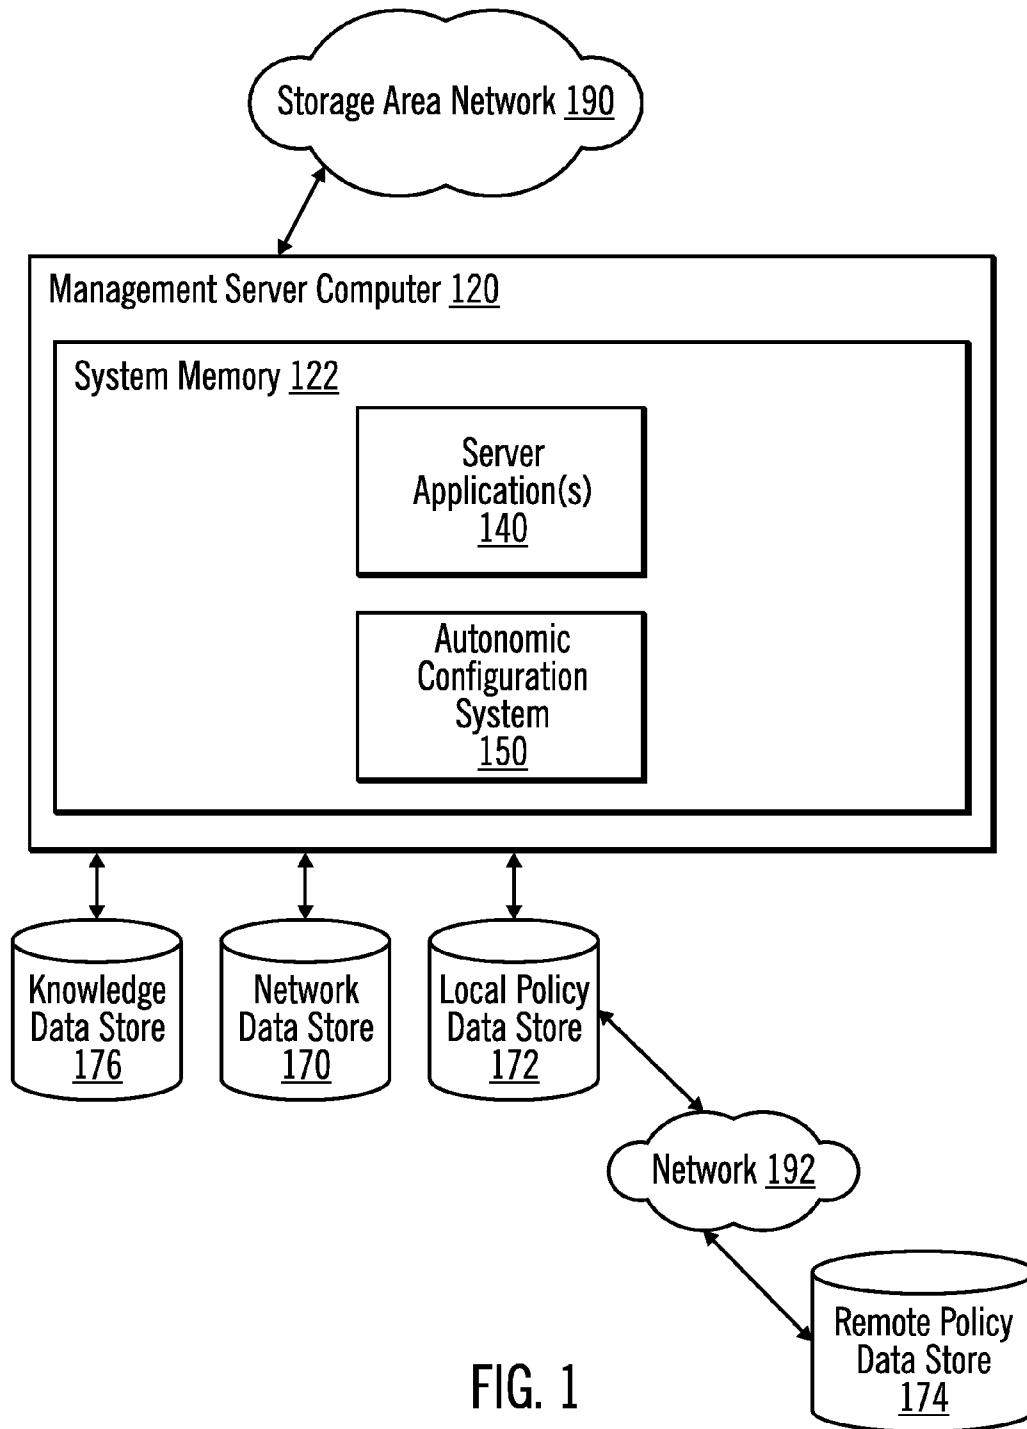 Storage Area Network 190
Management Server Computer 120
System Memory 122
Server
Application(s)
140
Autonomic
Configuration
System
150
Knowledge
Data Store
176
Network
Data Store
170
Local Policy
Data Store
172
Network 192
Remote Policy
Data Store
174
FIG. 1